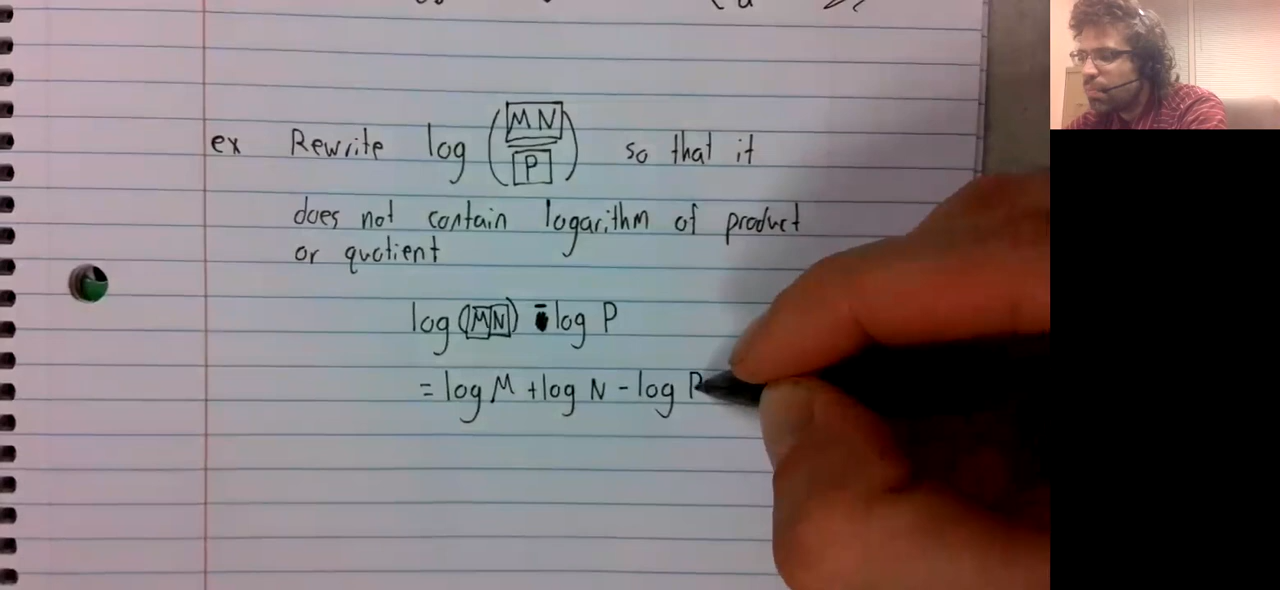 ex Rewrite log (MN/P) so that it
does not contain logarithm of product
or quotient
log (MN) - log P
= log M + log N - log P